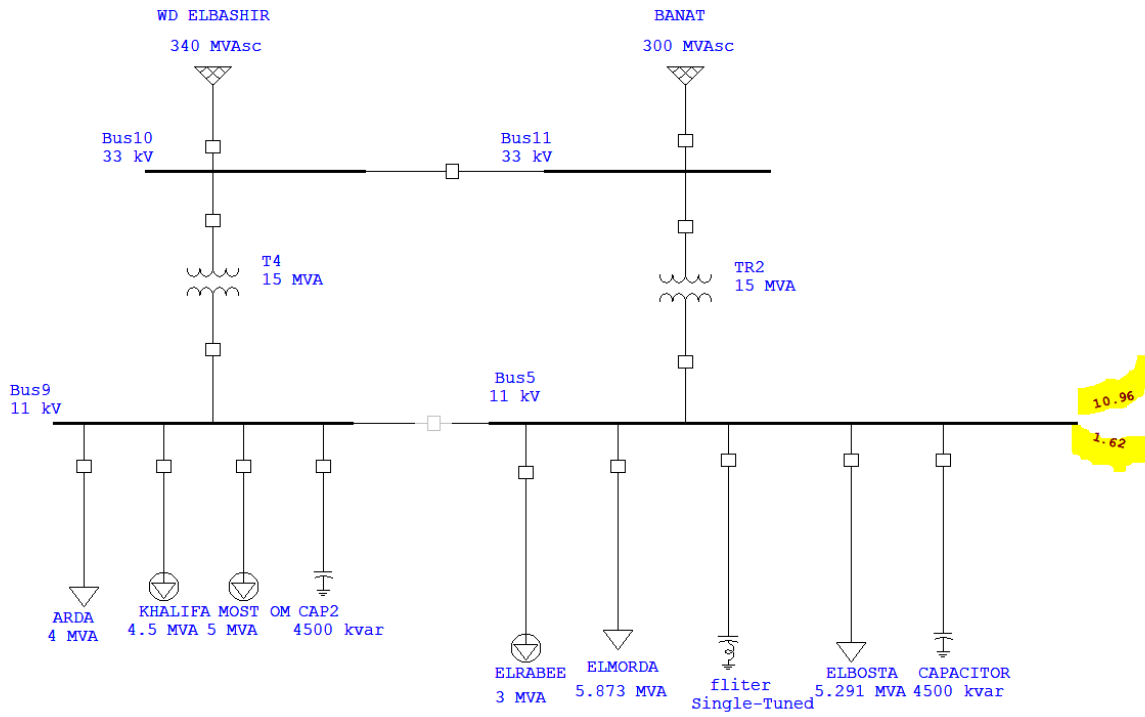 WD ELBASHIR
340 MVAsc
BANAT
300 MVAsc
Bus10
33 kV
Bus11
33 kV
T4
15 MVA
TR2
15 MVA
Bus9
11 kV
Bus5
11 kV
10.96
1.62
ARDA
4 MVA
KHALIFA
4.5 MVA
MOST OM
5 MVA
CAP2
4500 kvar
ELRABEE
3 MVA
ELMORDA
5.873 MVA
fliter
Single-Tuned
ELBOSTA
5.291 MVA
CAPACITOR
4500 kvar